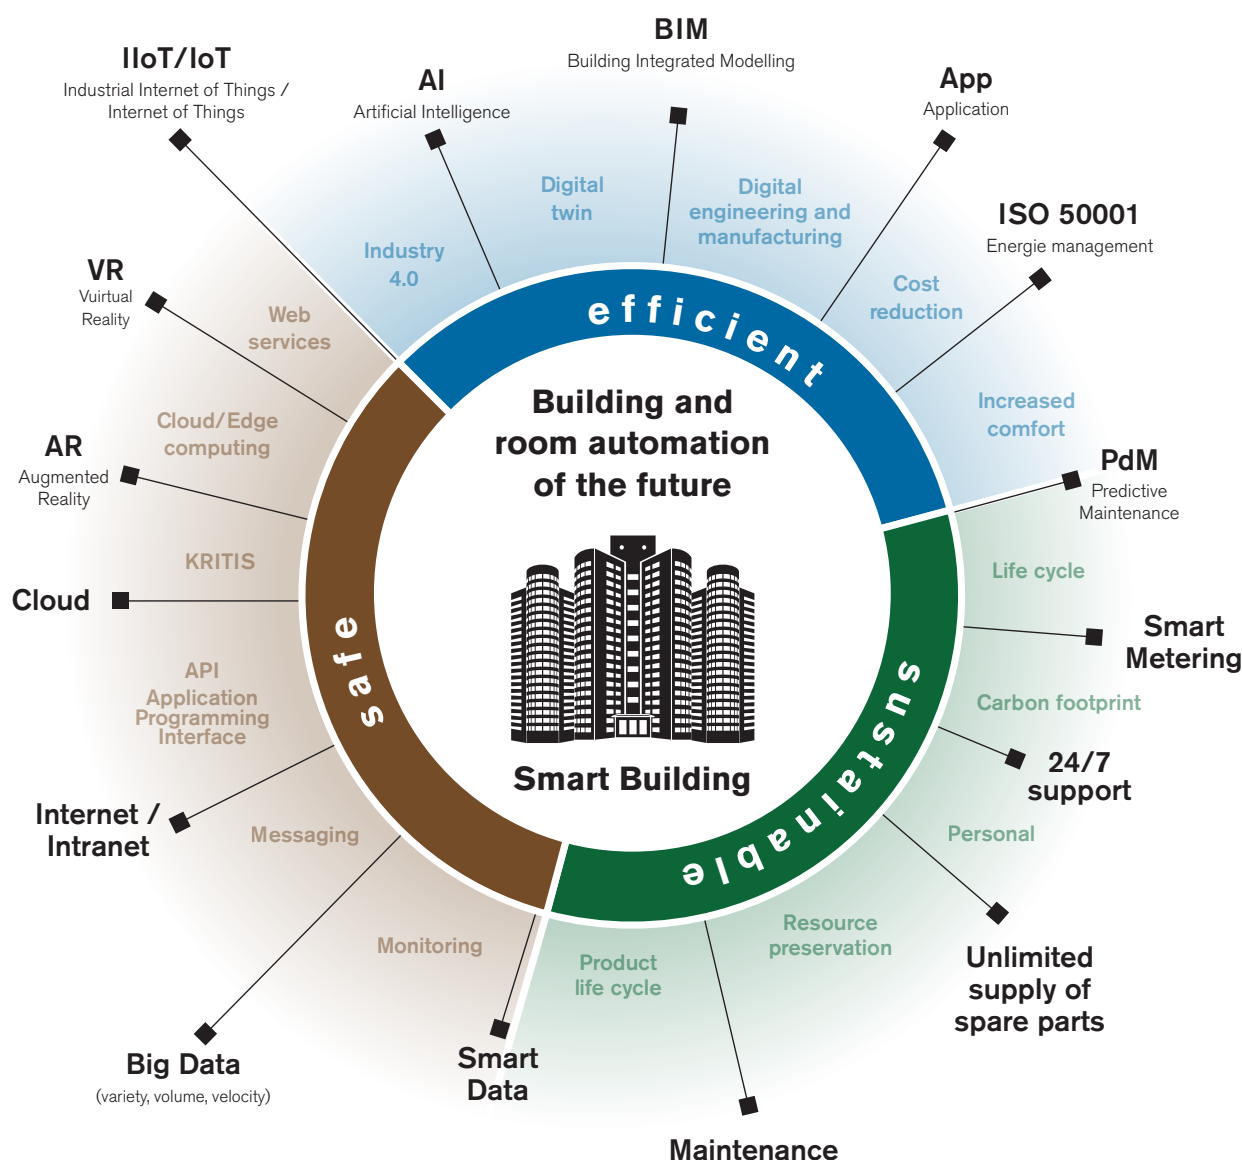 BIM
Building Integrated Modelling
IIoT/IoT
Industrial Internet of Things /
Internet of Things
AI
Artificial Intelligence
App
Application
Digital
twin
Digital
engineering and
manufacturing
ISO 50001
Energie management
Industry
4.0
VR
Vuirtual
Reality
Web
services
Cost
reduction
efficient
Building and
room automation
of the future
Increased
comfort
Cloud/Edge
computing
AR
Augmented
Reality
PdM
Predictive
Maintenance
KRITIS
Life cycle
Cloud
safe
Smart
Metering
API
Application
Programming
Interface
sustainable
Carbon footprint
24/7
support
Smart Building
Internet /
Intranet
Messaging
Personal
Monitoring
Resource
preservation
Product
life cycle
Unlimited
supply of
spare parts
Big Data
(variety, volume, velocity)
Smart
Data
Maintenance